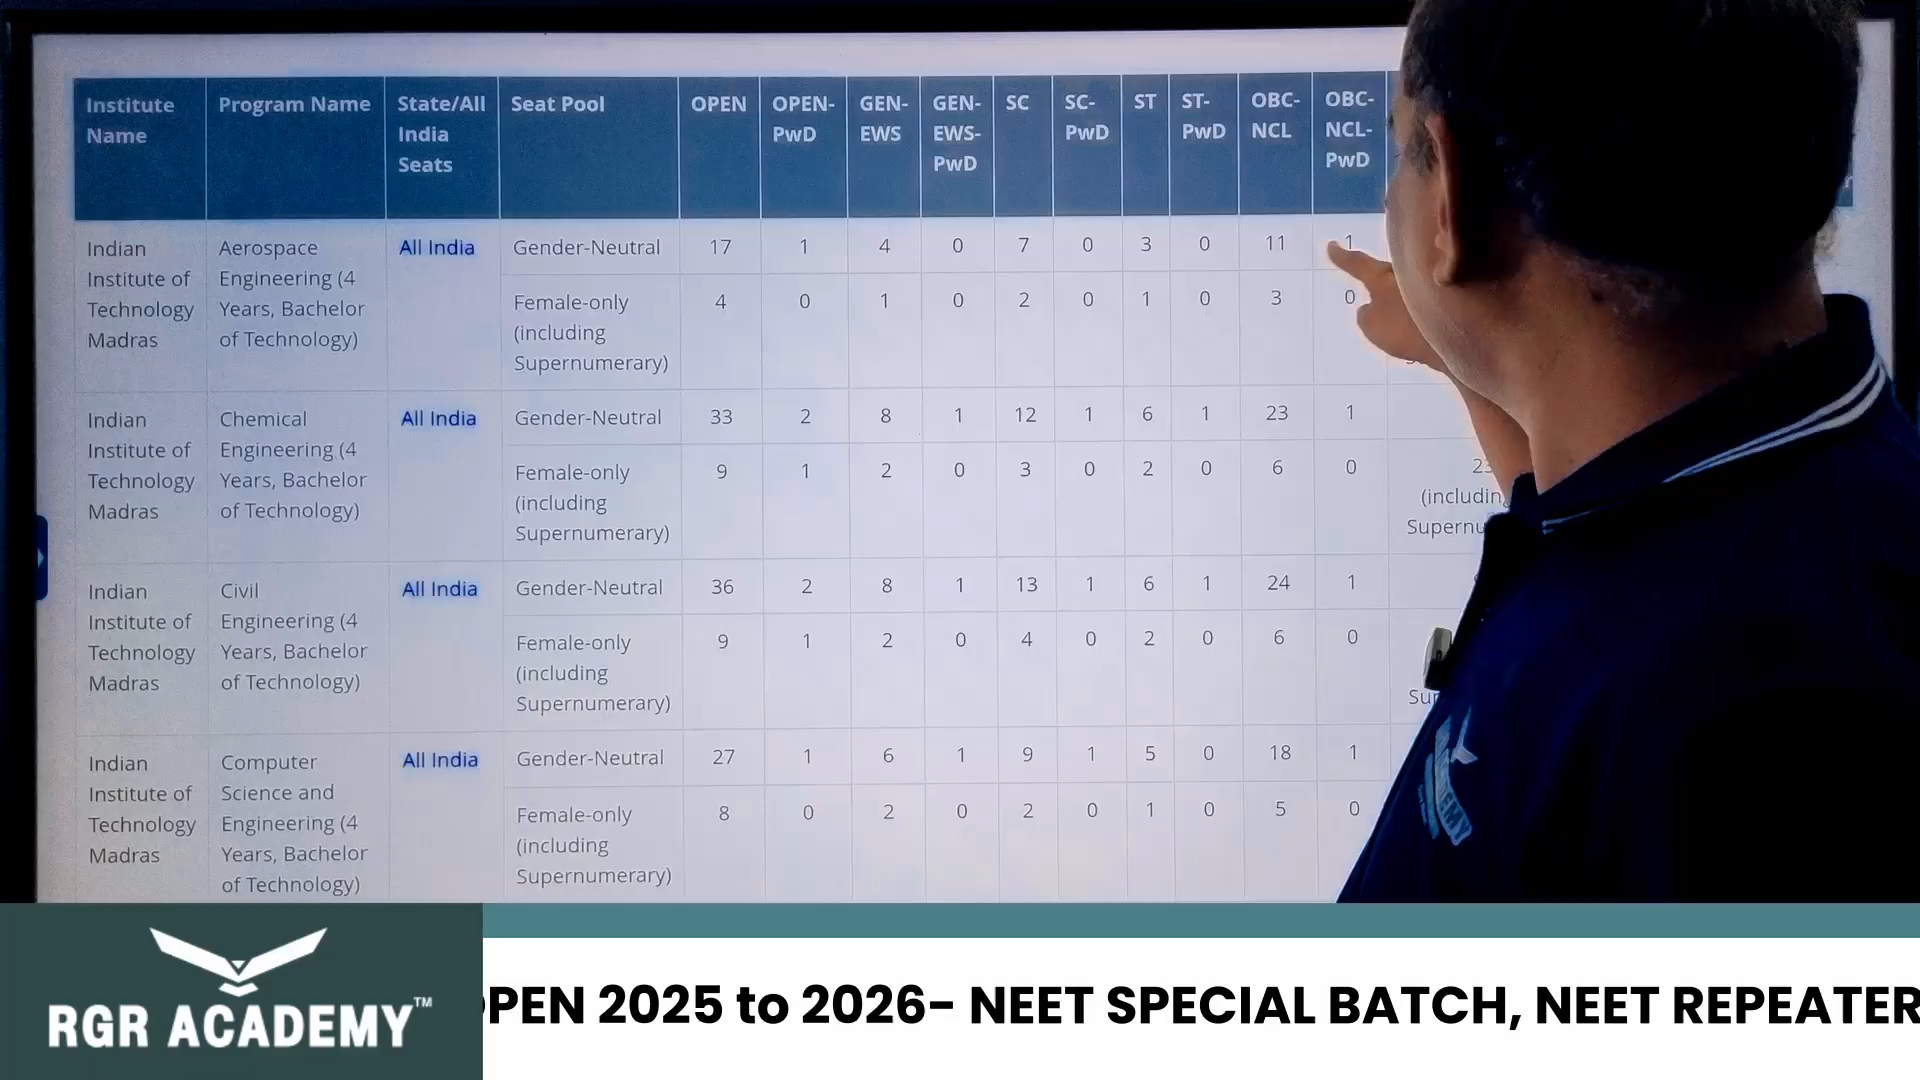 Institute Name
Program Name
State/All India Seats
Seat Pool
OPEN
OPEN-PwD
GEN-EWS
GEN-EWS-PwD
SC
SC-PwD
ST
ST-PwD
OBC-NCL
OBC-NCL-PwD
Indian Institute of Technology Madras
Aerospace Engineering (4 Years, Bachelor of Technology)
All India
Gender-Neutral 17 1 4 0 7 0 3 0 11 1
Female-only (including Supernumerary) 4 0 1 0 2 0 1 0 3 0
Indian Institute of Technology Madras
Chemical Engineering (4 Years, Bachelor of Technology)
All India
Gender-Neutral 33 2 8 1 12 1 6 1 23 1
Female-only (including Supernumerary) 9 1 2 0 3 0 2 0 6 0
(including
Indian Institute of Technology Madras
Civil Engineering (4 Years, Bachelor of Technology)
All India
Gender-Neutral 36 2 8 1 13 1 6 1 24 1
Female-only (including Supernumerary) 9 1 2 0 4 0 2 0 6 0
Indian Institute of Technology Madras
Computer Science and Engineering (4 Years, Bachelor of Technology)
All India
Gender-Neutral 27 1 6 1 9 1 5 0 18 1
Female-only (including Supernumerary) 8 0 2 0 2 0 1 0 5 0
RGR ACADEMY™
PEN 2025 to 2026- NEET SPECIAL BATCH, NEET REPEATER